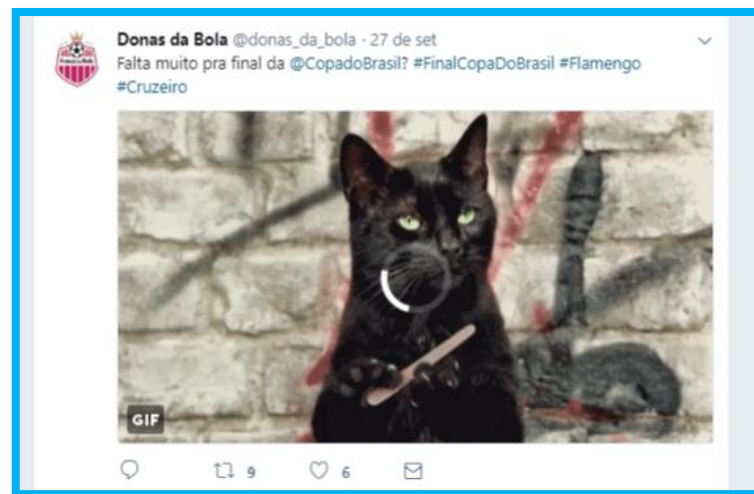 Donas da Bola @donas_da_bola · 27 de set
Falta muito pra final da @CopadoBrasil? #FinalCopaDoBrasil #Flamengo
#Cruzeiro
GIF
9 6